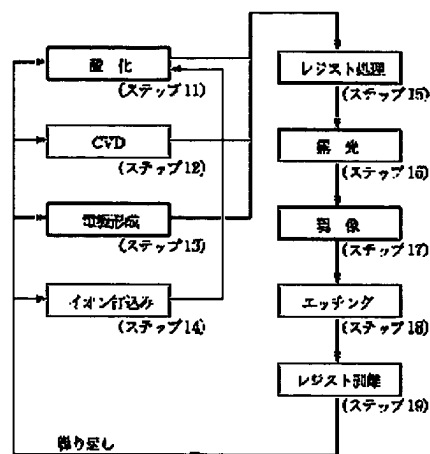 酸化
(ステップ11)
CVD
(ステップ12)
電極形成
(ステップ13)
イオン打込み
(ステップ14)
レジスト処理
(ステップ15)
露光
(ステップ16)
現像
(ステップ17)
エッチング
(ステップ18)
レジスト剥離
(ステップ19)
繰り返し